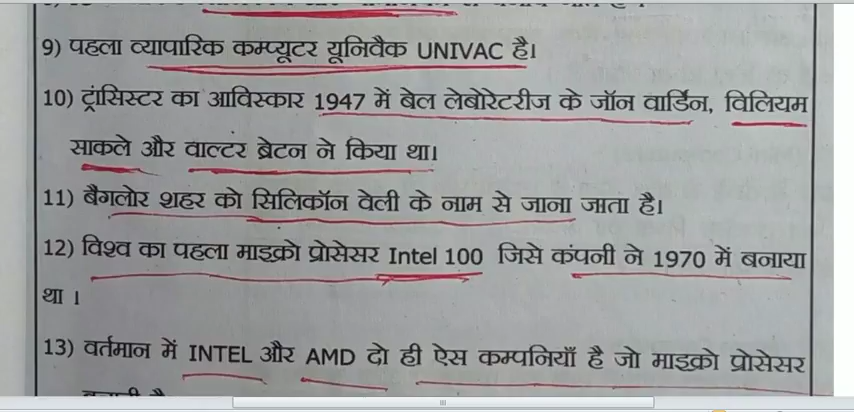 9) पहला व्यापारिक कम्प्यूटर यूनिवैक UNIVAC है।
10) ट्रांसिस्टर का आविस्कार 1947 में बेल लेबोरेटरीज के जॉन वार्डिन, विलियम
साकले और वाल्टर ब्रेटन ने किया था।
11) बैगलोर शहर को सिलिकॉन वेली के नाम से जाना जाता है।
12) विश्व का पहला माइक्रो प्रोसेसर Intel 100 जिसे कंपनी ने 1970 में बनाया
था ।
13) वर्तमान में INTEL और AMD दो ही ऐस कम्पनियाँ है जो माइक्रो प्रोसेसर